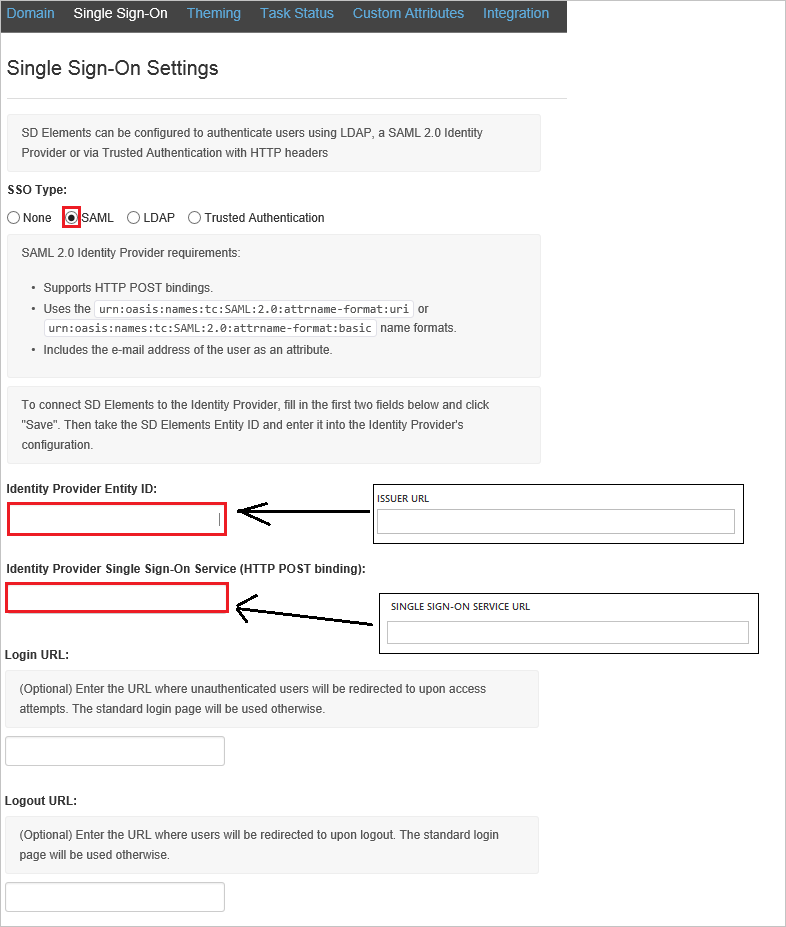 Domain Single Sign-On Theming Task Status Custom Attributes Integration
Single Sign-On Settings
SD Elements can be configured to authenticate users using LDAP, a SAML 2.0 Identity
Provider or via Trusted Authentication with HTTP headers
SSO Type:
None SAML LDAP Trusted Authentication
SAML 2.0 Identity Provider requirements:
• Supports HTTP POST bindings.
• Uses the urn:oasis:names:tc:SAML:2.0:attrname-format:uri or
urn:oasis:names:tc:SAML:2.0:attrname-format:basic name formats.
• Includes the e-mail address of the user as an attribute.
To connect SD Elements to the Identity Provider, fill in the first two fields below and click
"Save". Then take the SD Elements Entity ID and enter it into the Identity Provider's
configuration.
Identity Provider Entity ID:
ISSUER URL
Identity Provider Single Sign-On Service (HTTP POST binding):
SINGLE SIGN-ON SERVICE URL
Login URL:
(Optional) Enter the URL where unauthenticated users will be redirected to upon access
attempts. The standard login page will be used otherwise.
Logout URL:
(Optional) Enter the URL where users will be redirected to upon logout. The standard login
page will be used otherwise.